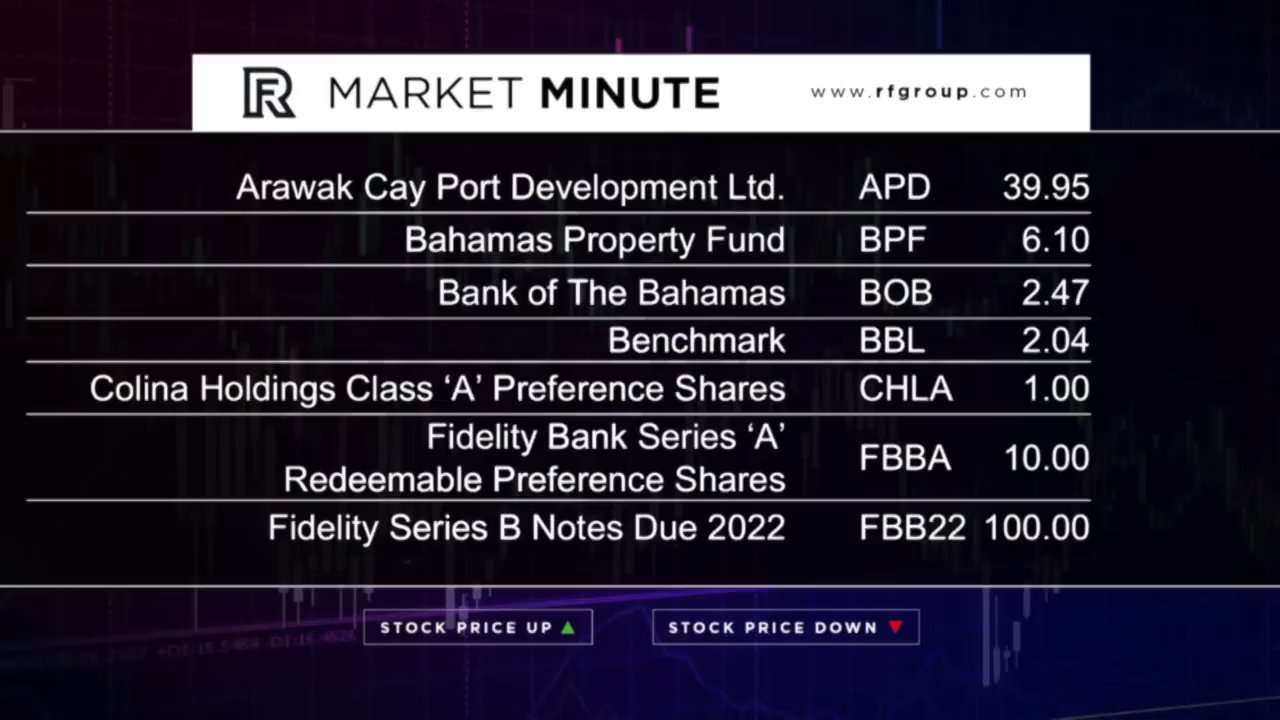 R MARKET MINUTE www.rfgroup.com
Arawak Cay Port Development Ltd. APD 39.95
Bahamas Property Fund BPF 6.10
Bank of The Bahamas BOB 2.47
Benchmark BBL 2.04
Colina Holdings Class ‘A’ Preference Shares CHLA 1.00
Fidelity Bank Series ‘A’
Redeemable Preference Shares FBBA 10.00
Fidelity Series B Notes Due 2022 FBB22 100.00
STOCK PRICE UP ▲ STOCK PRICE DOWN ▼